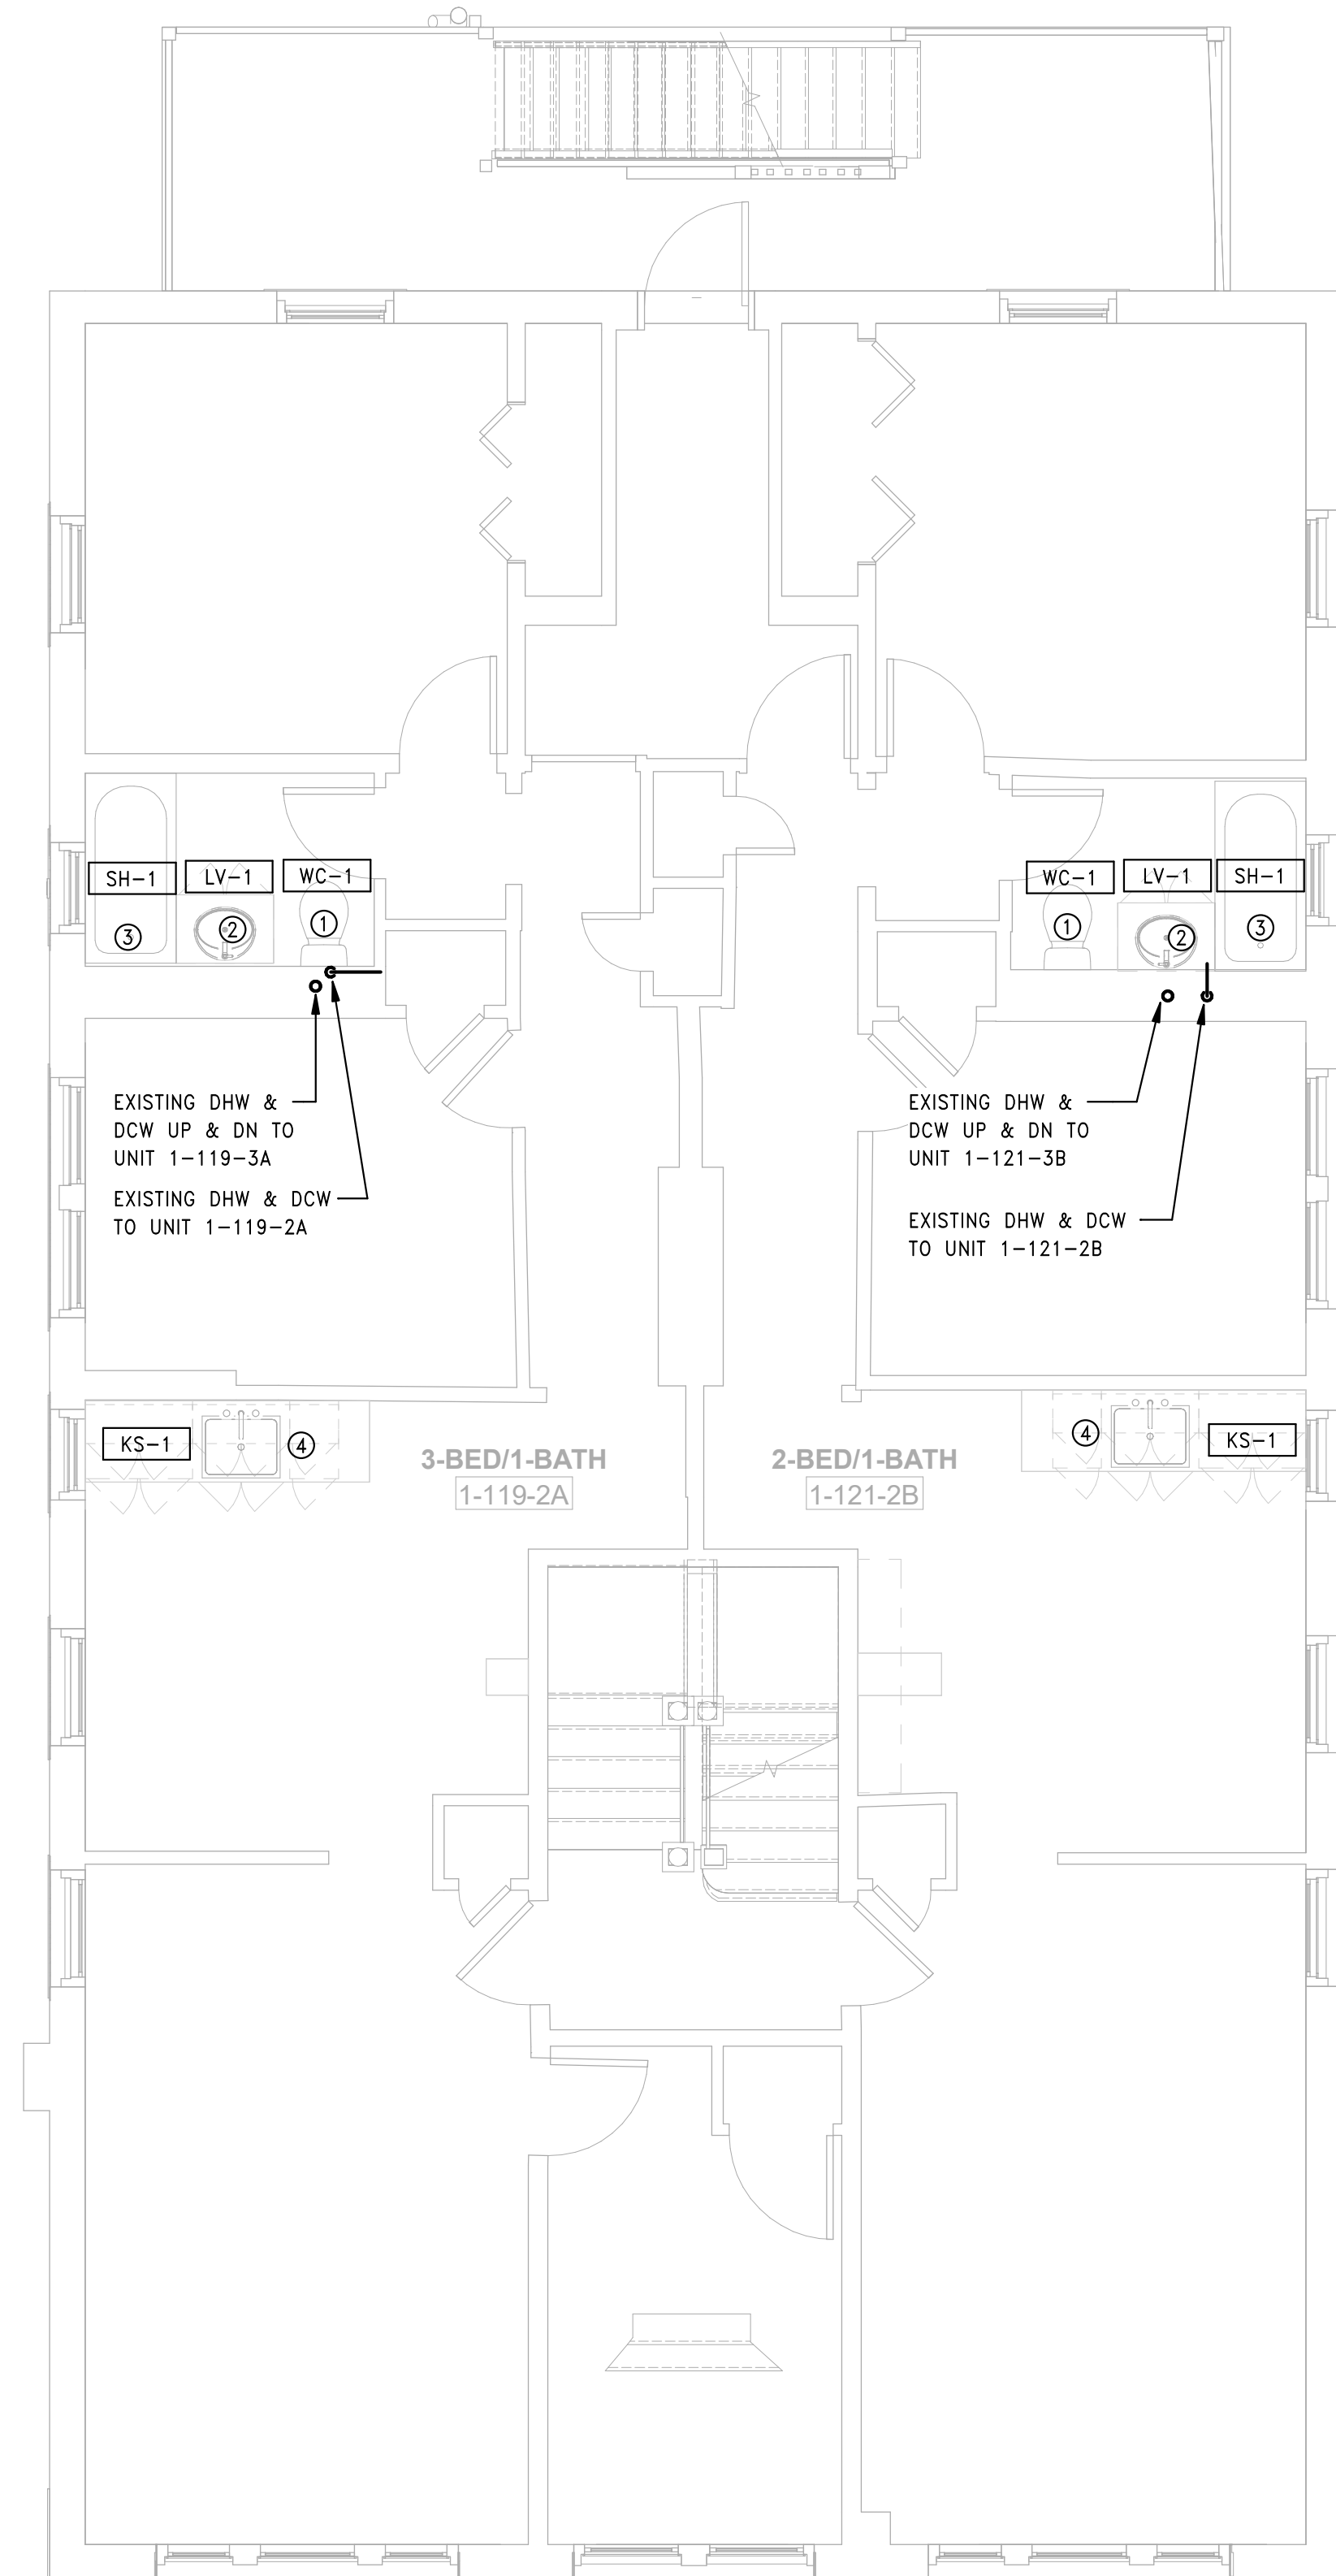 SH-1 LV-1 WC-1
3 2 1
WC-1 LV-1 SH-1
1 2 3
EXISTING DHW &
DCW UP & DN TO
UNIT 1-119-3A
EXISTING DHW & DCW
TO UNIT 1-119-2A
EXISTING DHW &
DCW UP & DN TO
UNIT 1-121-3B
EXISTING DHW & DCW
TO UNIT 1-121-2B
KS-1 4
3-BED/1-BATH
1-119-2A
2-BED/1-BATH
1-121-2B
4 KS-1